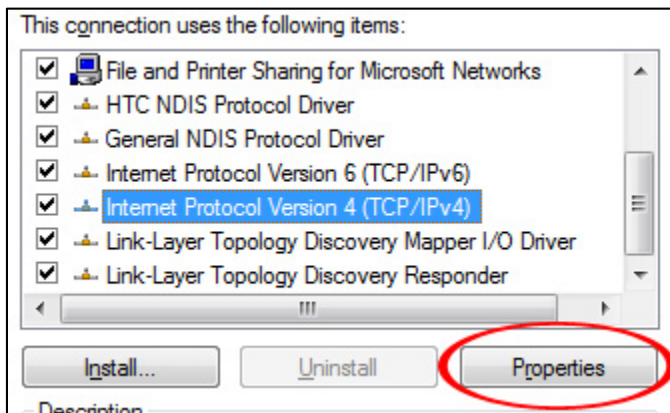 This connection uses the following items:
File and Printer Sharing for Microsoft Networks
HTC NDIS Protocol Driver
General NDIS Protocol Driver
Internet Protocol Version 6 (TCP/IPv6)
Internet Protocol Version 4 (TCP/IPv4)
Link-Layer Topology Discovery Mapper I/O Driver
Link-Layer Topology Discovery Responder
Install... Uninstall Properties
Description